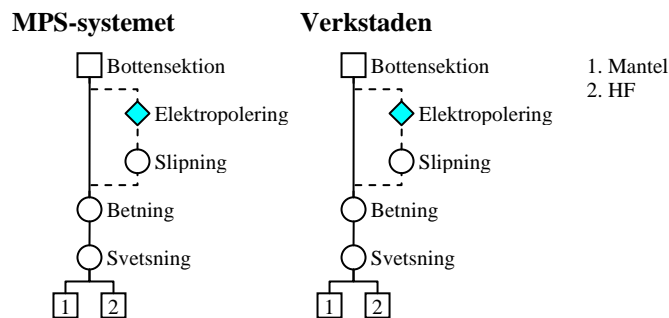 MPS-systemet
Verkstaden
Bottensektion
Elektropolering
Slipning
Betning
Svetsning
1 2
Bottensektion
Elektropolering
Slipning
Betning
Svetsning
1 2
1. Mantel
2. HF